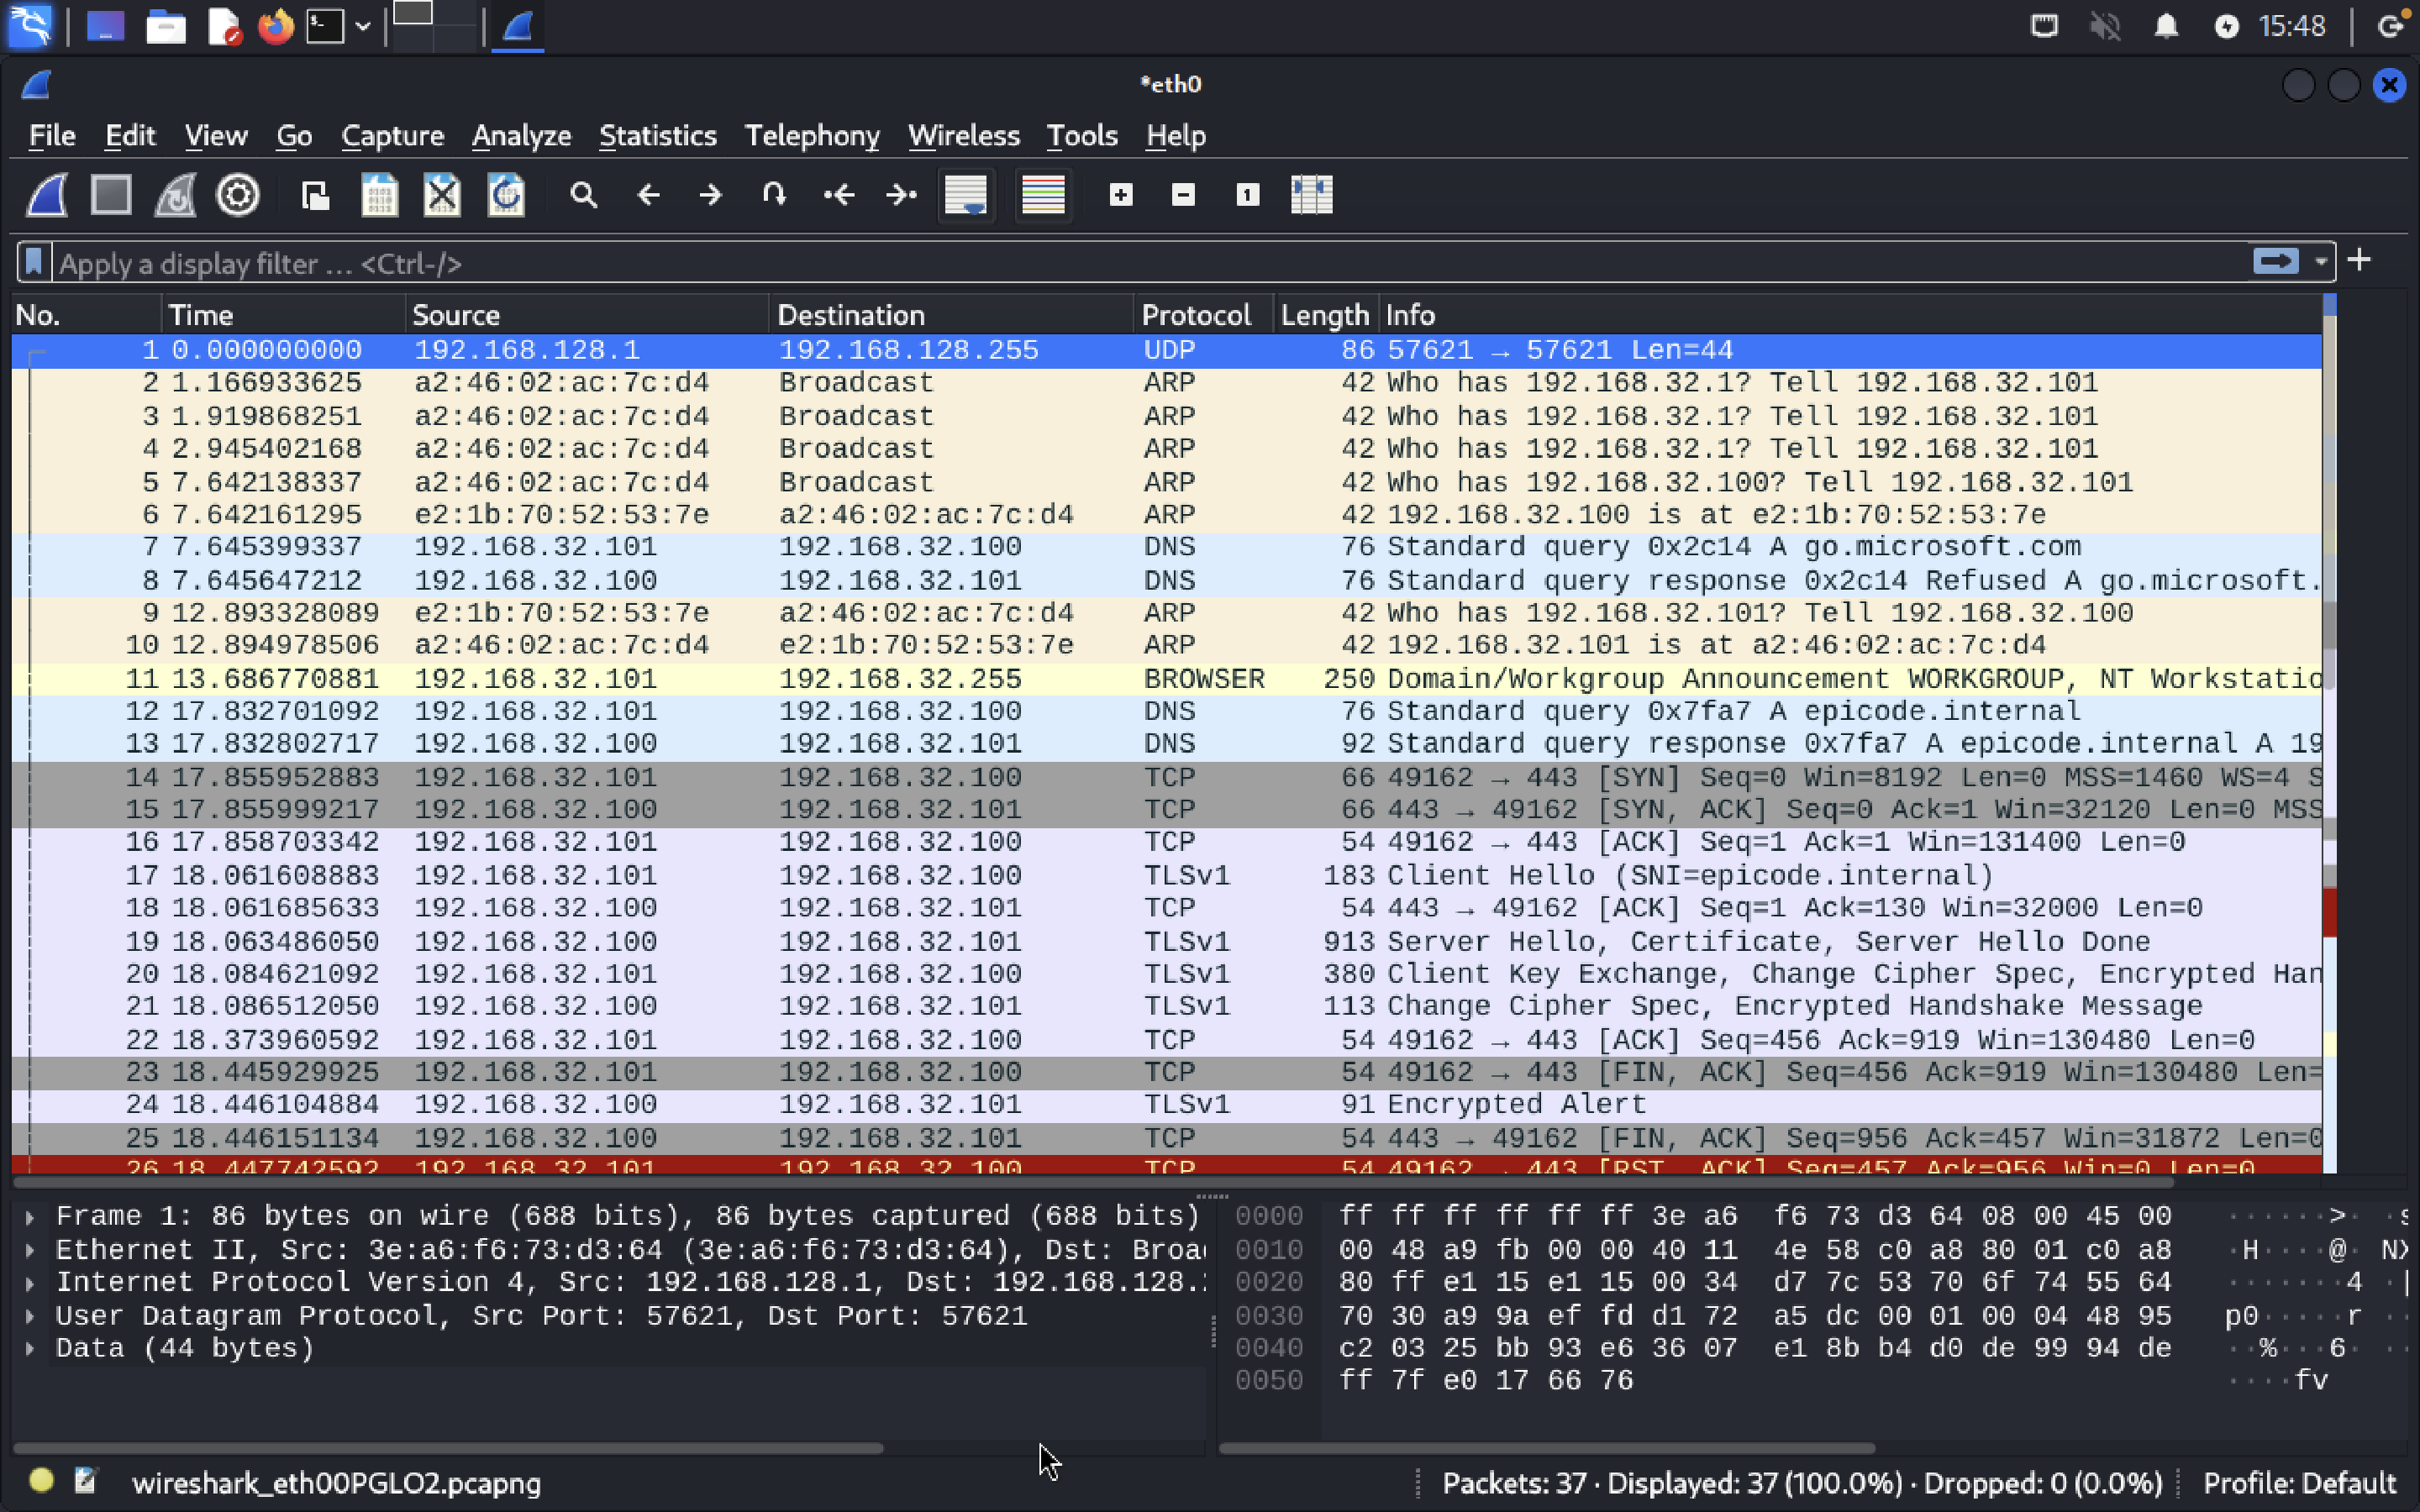 15:48
*eth0
File Edit View Go Capture Analyze Statistics Telephony Wireless Tools Help
Apply a display filter … <Ctrl-/>
No. Time Source Destination Protocol Length Info
1 0.000000000 192.168.128.1 192.168.128.255 UDP 86 57621 → 57621 Len=44
2 1.166933625 a2:46:02:ac:7c:d4 Broadcast ARP 42 Who has 192.168.32.1? Tell 192.168.32.101
3 1.919868251 a2:46:02:ac:7c:d4 Broadcast ARP 42 Who has 192.168.32.1? Tell 192.168.32.101
4 2.945402168 a2:46:02:ac:7c:d4 Broadcast ARP 42 Who has 192.168.32.1? Tell 192.168.32.101
5 7.642138337 a2:46:02:ac:7c:d4 Broadcast ARP 42 Who has 192.168.32.100? Tell 192.168.32.101
6 7.642161295 e2:1b:70:52:53:7e a2:46:02:ac:7c:d4 ARP 42 192.168.32.100 is at e2:1b:70:52:53:7e
7 7.645399337 192.168.32.101 192.168.32.100 DNS 76 Standard query 0x2c14 A go.microsoft.com
8 7.645647212 192.168.32.100 192.168.32.101 DNS 76 Standard query response 0x2c14 Refused A go.microsoft.
9 12.893328089 e2:1b:70:52:53:7e a2:46:02:ac:7c:d4 ARP 42 Who has 192.168.32.101? Tell 192.168.32.100
10 12.894978506 a2:46:02:ac:7c:d4 e2:1b:70:52:53:7e ARP 42 192.168.32.101 is at a2:46:02:ac:7c:d4
11 13.686770881 192.168.32.101 192.168.32.255 BROWSER 250 Domain/Workgroup Announcement WORKGROUP, NT Workstatio
12 17.832701092 192.168.32.101 192.168.32.100 DNS 76 Standard query 0x7fa7 A epicode.internal
13 17.832802717 192.168.32.100 192.168.32.101 DNS 92 Standard query response 0x7fa7 A epicode.internal A 19
14 17.855952883 192.168.32.101 192.168.32.100 TCP 66 49162 → 443 [SYN] Seq=0 Win=8192 Len=0 MSS=1460 WS=4 S
15 17.855999217 192.168.32.100 192.168.32.101 TCP 66 443 → 49162 [SYN, ACK] Seq=0 Ack=1 Win=32120 Len=0 MSS
16 17.858703342 192.168.32.101 192.168.32.100 TCP 54 49162 → 443 [ACK] Seq=1 Ack=1 Win=131400 Len=0
17 18.061608883 192.168.32.101 192.168.32.100 TLSv1 183 Client Hello (SNI=epicode.internal)
18 18.061685633 192.168.32.100 192.168.32.101 TCP 54 443 → 49162 [ACK] Seq=1 Ack=130 Win=32000 Len=0
19 18.063486050 192.168.32.100 192.168.32.101 TLSv1 913 Server Hello, Certificate, Server Hello Done
20 18.084621092 192.168.32.101 192.168.32.100 TLSv1 380 Client Key Exchange, Change Cipher Spec, Encrypted Han
21 18.086512050 192.168.32.100 192.168.32.101 TLSv1 113 Change Cipher Spec, Encrypted Handshake Message
22 18.373960592 192.168.32.101 192.168.32.100 TCP 54 49162 → 443 [ACK] Seq=456 Ack=919 Win=130480 Len=0
23 18.445929925 192.168.32.101 192.168.32.100 TCP 54 49162 → 443 [FIN, ACK] Seq=456 Ack=919 Win=130480 Len=
24 18.446104884 192.168.32.100 192.168.32.101 TLSv1 91 Encrypted Alert
25 18.446151134 192.168.32.100 192.168.32.101 TCP 54 443 → 49162 [FIN, ACK] Seq=956 Ack=457 Win=31872 Len=0
26 18.447742592 192.168.32.101 192.168.32.100 TCP 54 49162 → 443 [RST, ACK] Seq=457 Ack=956 Win=0 Len=0
Frame 1: 86 bytes on wire (688 bits), 86 bytes captured (688 bits)
Ethernet II, Src: 3e:a6:f6:73:d3:64 (3e:a6:f6:73:d3:64), Dst: Broa
Internet Protocol Version 4, Src: 192.168.128.1, Dst: 192.168.128.
User Datagram Protocol, Src Port: 57621, Dst Port: 57621
Data (44 bytes)
0000 ff ff ff ff ff ff 3e a6 f6 73 d3 64 08 00 45 00 ······>· ·s
0010 00 48 a9 fb 00 00 40 11 4e 58 c0 a8 80 01 c0 a8 ·H····@· NX
0020 80 ff e1 15 e1 15 00 34 d7 7c 53 70 6f 74 55 64 ·······4 ·|
0030 70 30 a9 9a ef fd d1 72 a5 dc 00 01 00 04 48 95 p0·····r ··
0040 c2 03 25 bb 93 e6 36 07 e1 8b b4 d0 de 99 94 de ··%···6· ··
0050 ff 7f e0 17 66 76 ····fv
wireshark_eth00PGLO2.pcapng
Packets: 37 · Displayed: 37 (100.0%) · Dropped: 0 (0.0%)
Profile: Default